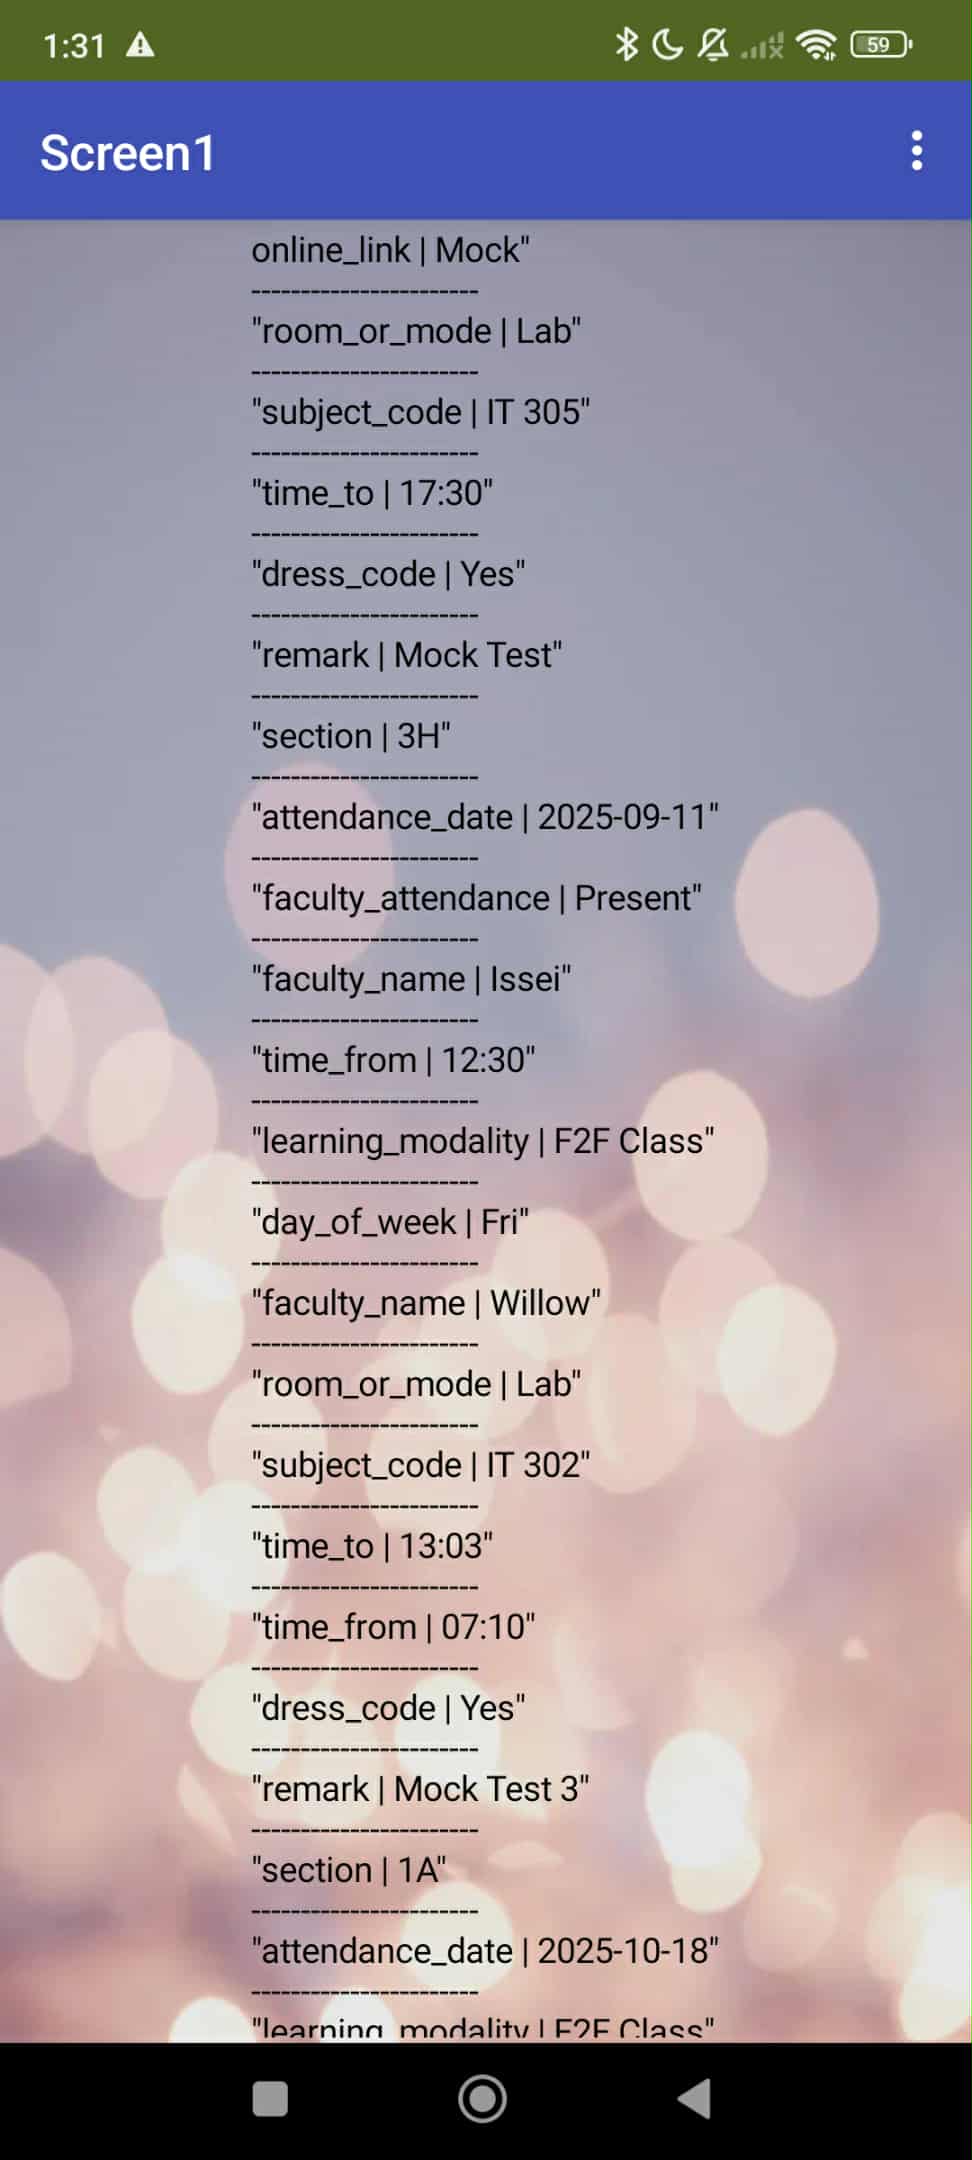 1:31
59
Screen1
online_link | Mock"
-----------------------
"room_or_mode | Lab"
-----------------------
"subject_code | IT 305"
-----------------------
"time_to | 17:30"
-----------------------
"dress_code | Yes"
-----------------------
"remark | Mock Test"
-----------------------
"section | 3H"
-----------------------
"attendance_date | 2025-09-11"
-----------------------
"faculty_attendance | Present"
-----------------------
"faculty_name | Issei"
-----------------------
"time_from | 12:30"
-----------------------
"learning_modality | F2F Class"
-----------------------
"day_of_week | Fri"
-----------------------
"faculty_name | Willow"
-----------------------
"room_or_mode | Lab"
-----------------------
"subject_code | IT 302"
-----------------------
"time_to | 13:03"
-----------------------
"time_from | 07:10"
-----------------------
"dress_code | Yes"
-----------------------
"remark | Mock Test 3"
-----------------------
"section | 1A"
-----------------------
"attendance_date | 2025-10-18"
-----------------------
"learning_modality | F2F Class"